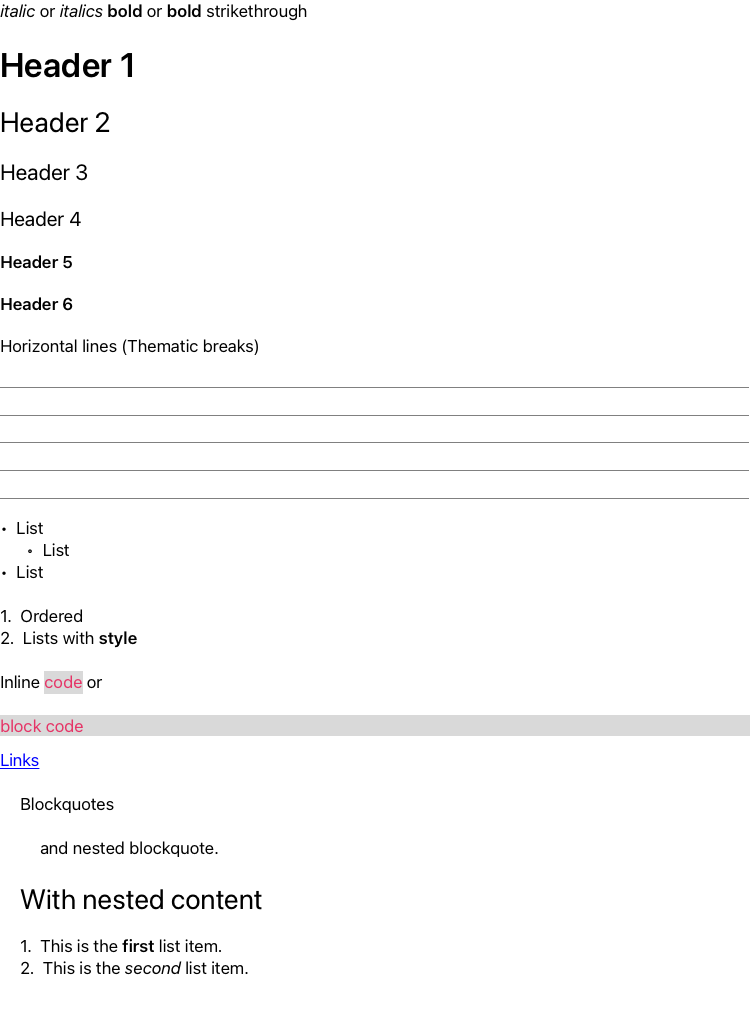 italic or italics bold or bold strikethrough
Header 1
Header 2
Header 3
Header 4
Header 5
Header 6
Horizontal lines (Thematic breaks)
• List
◦ List
• List
1. Ordered
2. Lists with style
Inline code or
block code
Links
Blockquotes
and nested blockquote.
With nested content
1. This is the first list item.
2. This is the second list item.